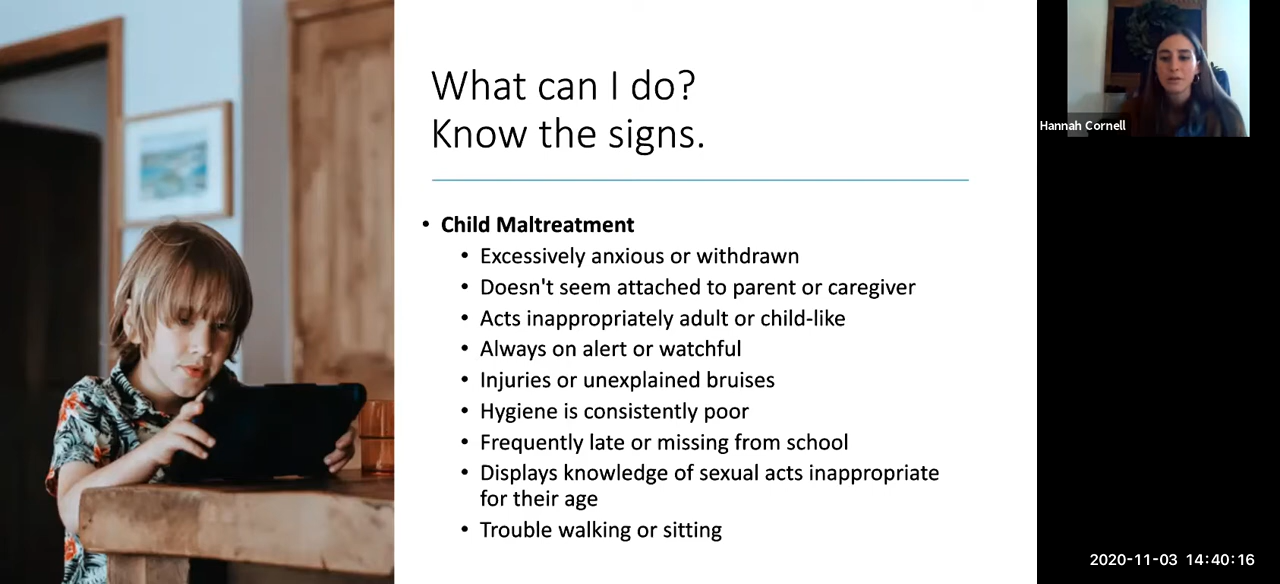 What can I do?
Know the signs.
• Child Maltreatment
• Excessively anxious or withdrawn
• Doesn't seem attached to parent or caregiver
• Acts inappropriately adult or child-like
• Always on alert or watchful
• Injuries or unexplained bruises
• Hygiene is consistently poor
• Frequently late or missing from school
• Displays knowledge of sexual acts inappropriate
for their age
• Trouble walking or sitting
Hannah Cornell
2020-11-03 14:40:16